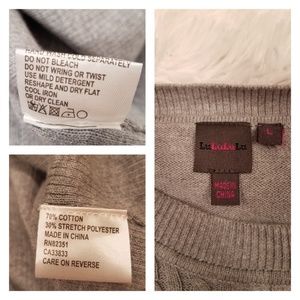 HAND WASH COLD SEPARATELY
DO NOT BLEACH
DO NOT WRING OR TWIST
USE MILD DETERGENT
RESHAPE AND DRY FLAT
COOL IRON
OR DRY CLEAN
70% COTTON
30% STRETCH POLYESTER
MADE IN CHINA
RN82351
CA33833
CARE ON REVERSE
LuLuLuLu
L
MADE IN
CHINA